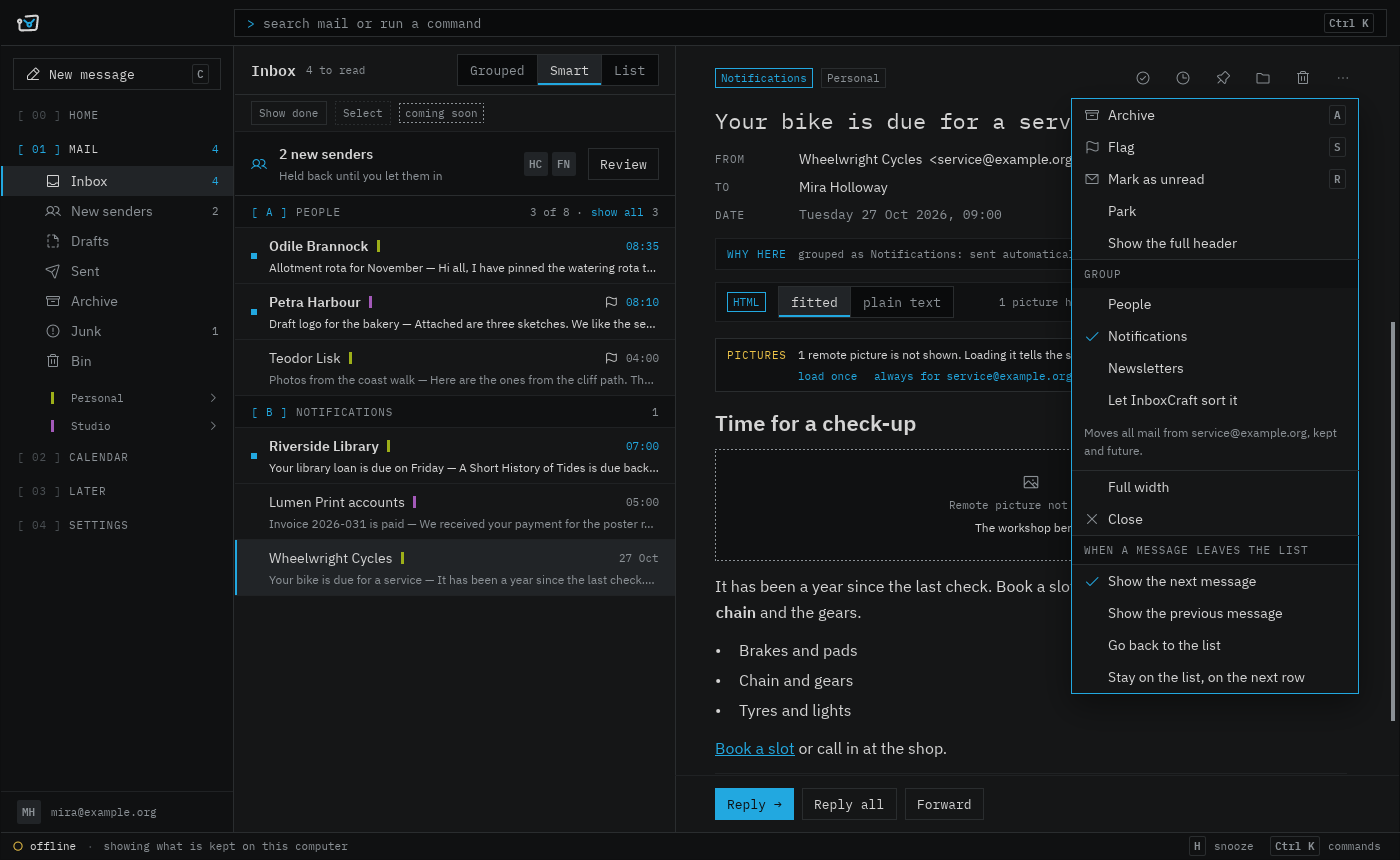 > search mail or run a command
Ctrl K
New message
C
[ 00 ] HOME
[ 01 ] MAIL 4
Inbox 4
New senders 2
Drafts
Sent
Archive
Junk 1
Bin
Personal
Studio
[ 02 ] CALENDAR
[ 03 ] LATER
[ 04 ] SETTINGS
MH mira@example.org
Inbox 4 to read
Grouped Smart List
Show done Select coming soon
2 new senders
Held back until you let them in
HC FN Review
[ A ] PEOPLE 3 of 8 · show all 3
Odile Brannock 08:35
Allotment rota for November — Hi all, I have pinned the watering rota t…
Petra Harbour 08:10
Draft logo for the bakery — Attached are three sketches. We like the se…
Teodor Lisk 04:00
Photos from the coast walk — Here are the ones from the cliff path. Th…
[ B ] NOTIFICATIONS 1
Riverside Library 07:00
Your library loan is due on Friday — A Short History of Tides is due back…
Lumen Print accounts 05:00
Invoice 2026-031 is paid — We received your payment for the poster r…
Wheelwright Cycles 27 Oct
Your bike is due for a service — It has been a year since the last check.…
Notifications Personal
Your bike is due for a serv
FROM Wheelwright Cycles <service@example.org
TO Mira Holloway
DATE Tuesday 27 Oct 2026, 09:00
WHY HERE grouped as Notifications: sent automatical
HTML fitted plain text 1 picture h
PICTURES 1 remote picture is not shown. Loading it tells the s
load once always for service@example.org
Time for a check-up
Remote picture not
The workshop ben
It has been a year since the last check. Book a slo
chain and the gears.
• Brakes and pads
• Chain and gears
• Tyres and lights
Book a slot or call in at the shop.
Reply → Reply all Forward
Archive A
Flag S
Mark as unread R
Park
Show the full header
GROUP
People
Notifications
Newsletters
Let InboxCraft sort it
Moves all mail from service@example.org, kept
and future.
Full width
Close
WHEN A MESSAGE LEAVES THE LIST
Show the next message
Show the previous message
Go back to the list
Stay on the list, on the next row
offline · showing what is kept on this computer
H snooze Ctrl K commands